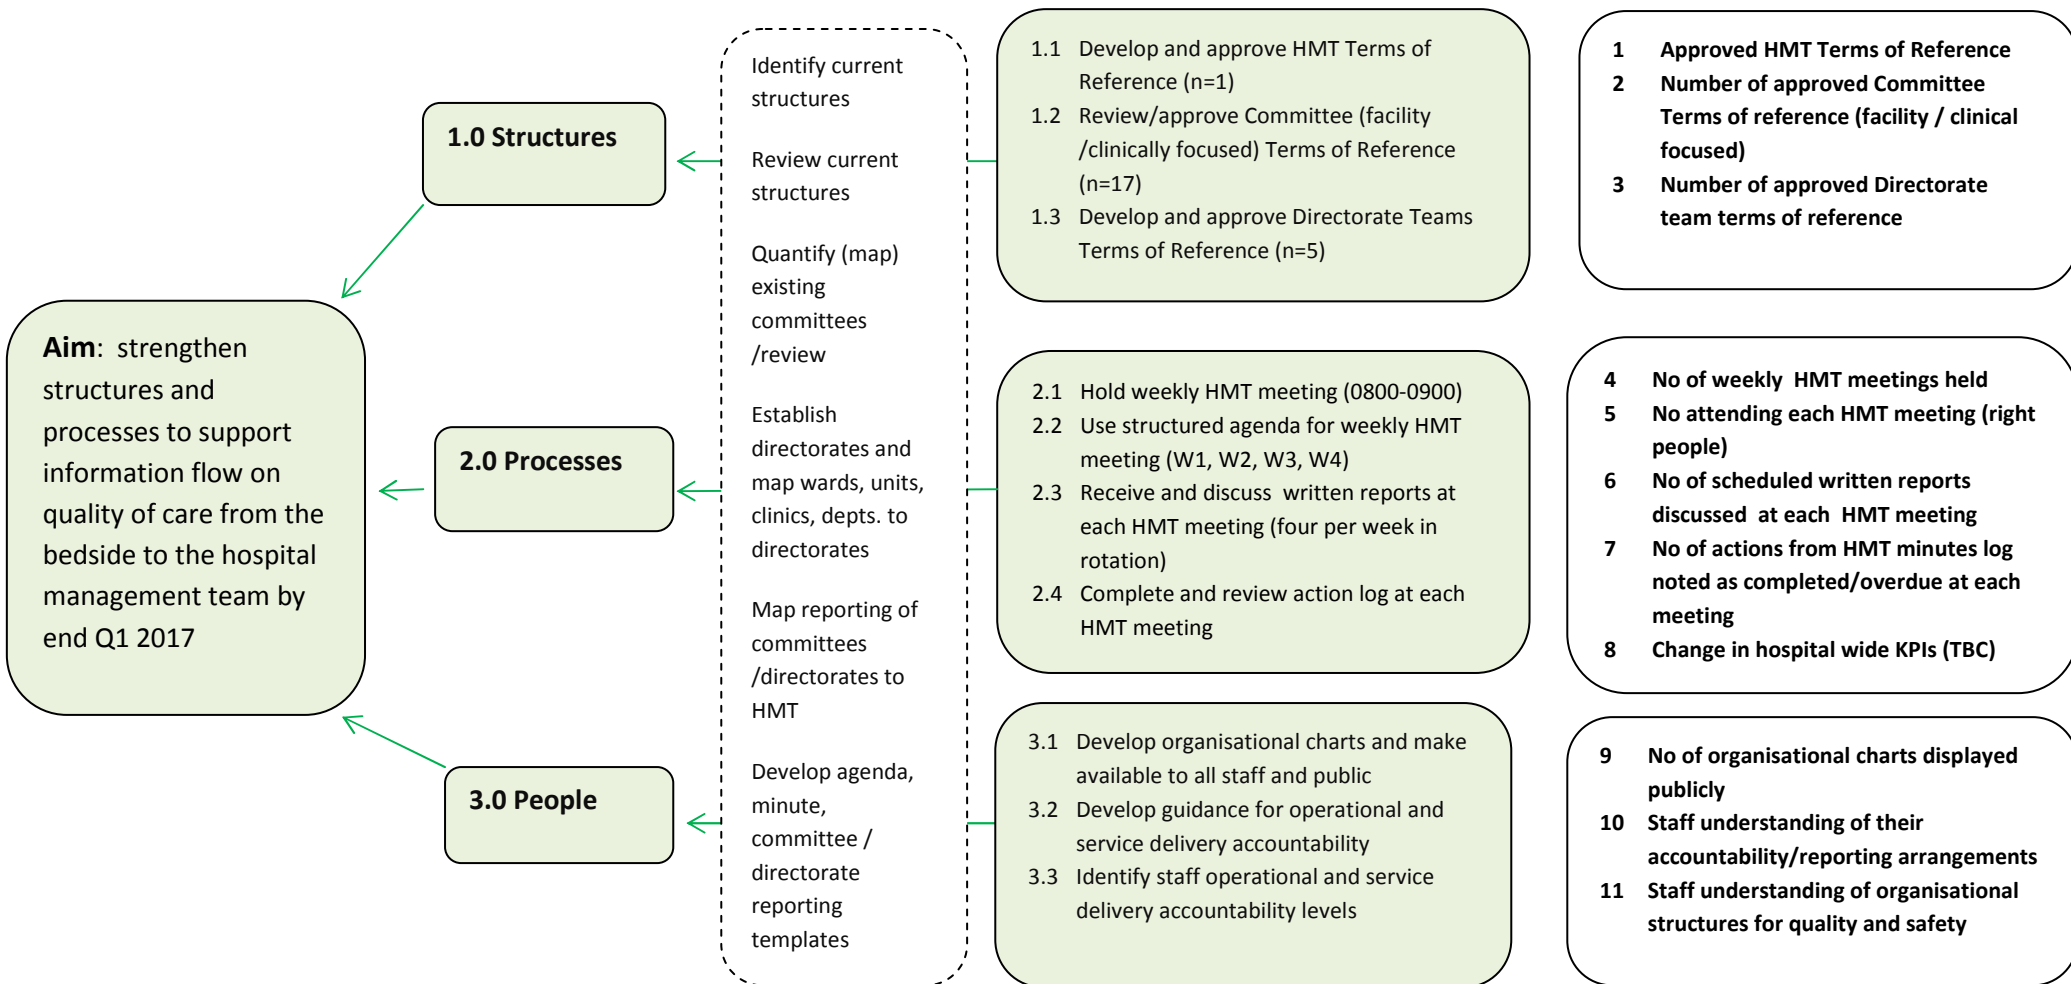 Aim:  strengthen
structures and
processes to support
information flow on
quality of care from the
bedside to the hospital
management team by
end Q1 2017
1.0 Structures
2.0 Processes
3.0 People
Identify current
structures
Review current
structures
Quantify (map)
existing
committees
/review
Establish
directorates and
map wards, units,
clinics, depts. to
directorates
Map reporting of
committees
/directorates to
HMT
Develop agenda,
minute,
committee /
directorate
reporting
templates
1.1 Develop and approve HMT Terms of
Reference (n=1)
1.2 Review/approve Committee (facility
/clinically focused) Terms of Reference
(n=17)
1.3 Develop and approve Directorate Teams
Terms of Reference (n=5)
2.1 Hold weekly HMT meeting (0800-0900)
2.2 Use structured agenda for weekly HMT
meeting (W1, W2, W3, W4)
2.3 Receive and discuss  written reports at
each HMT meeting (four per week in
rotation)
2.4 Complete and review action log at each
HMT meeting
3.1 Develop organisational charts and make
available to all staff and public
3.2 Develop guidance for operational and
service delivery accountability
3.3 Identify staff operational and service
delivery accountability levels
1 Approved HMT Terms of Reference
2 Number of approved Committee
Terms of reference (facility / clinical
focused)
3 Number of approved Directorate
team terms of reference
4 No of weekly  HMT meetings held
5 No attending each HMT meeting (right
people)
6 No of scheduled written reports
discussed  at each  HMT meeting
7 No of actions from HMT minutes log
noted as completed/overdue at each
meeting
8 Change in hospital wide KPIs (TBC)
9 No of organisational charts displayed
publicly
10 Staff understanding of their
accountability/reporting arrangements
11 Staff understanding of organisational
structures for quality and safety